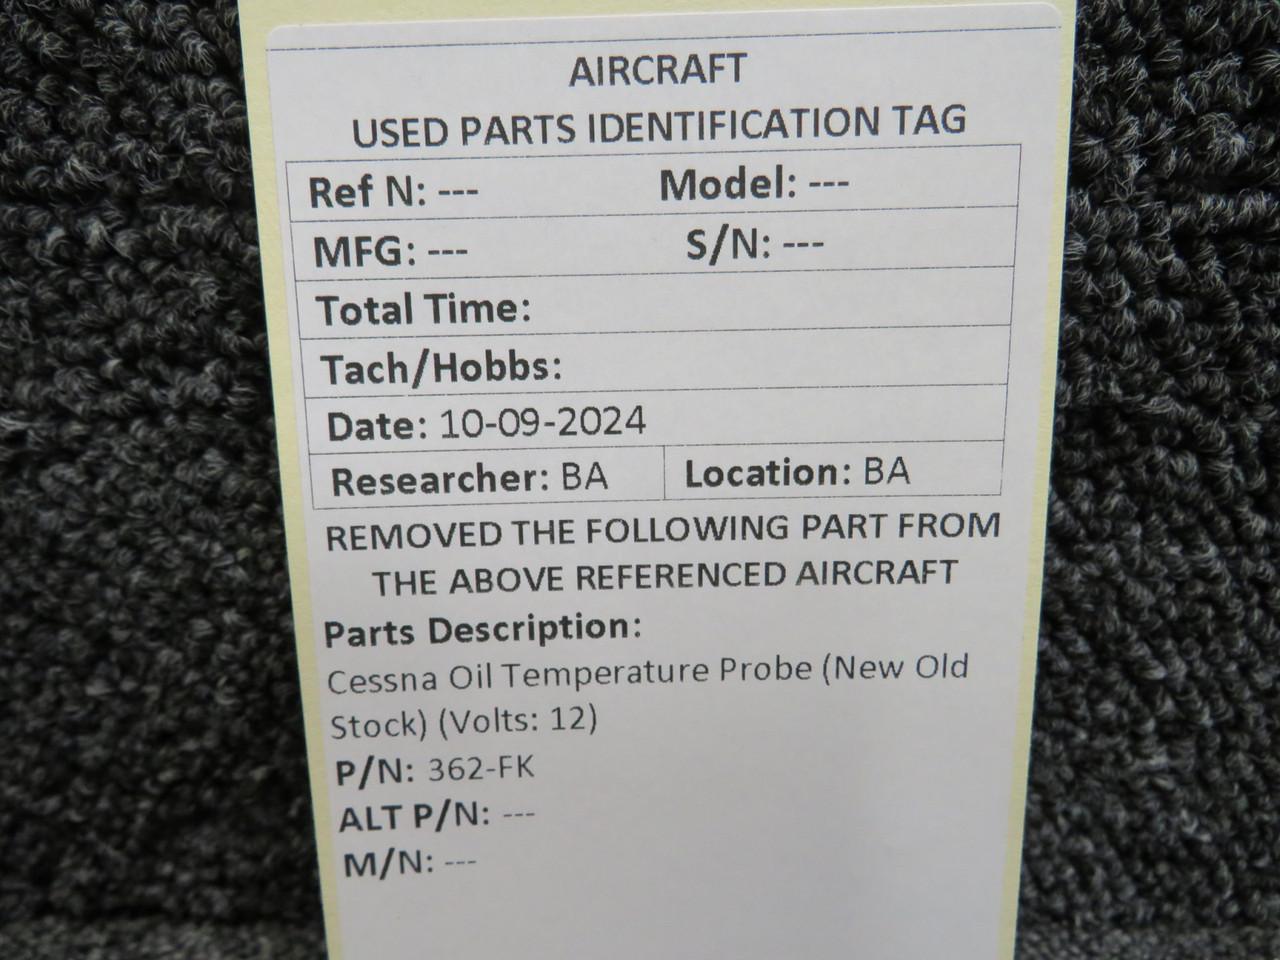 AIRCRAFT
USED PARTS IDENTIFICATION TAG
Ref N: --- Model: ---
MFG: --- S/N: ---
Total Time:
Tach/Hobbs:
Date: 10-09-2024
Researcher: BA Location: BA
REMOVED THE FOLLOWING PART FROM
THE ABOVE REFERENCED AIRCRAFT
Parts Description:
Cessna Oil Temperature Probe (New Old
Stock) (Volts: 12)
P/N: 362-FK
ALT P/N: ---
M/N: ---